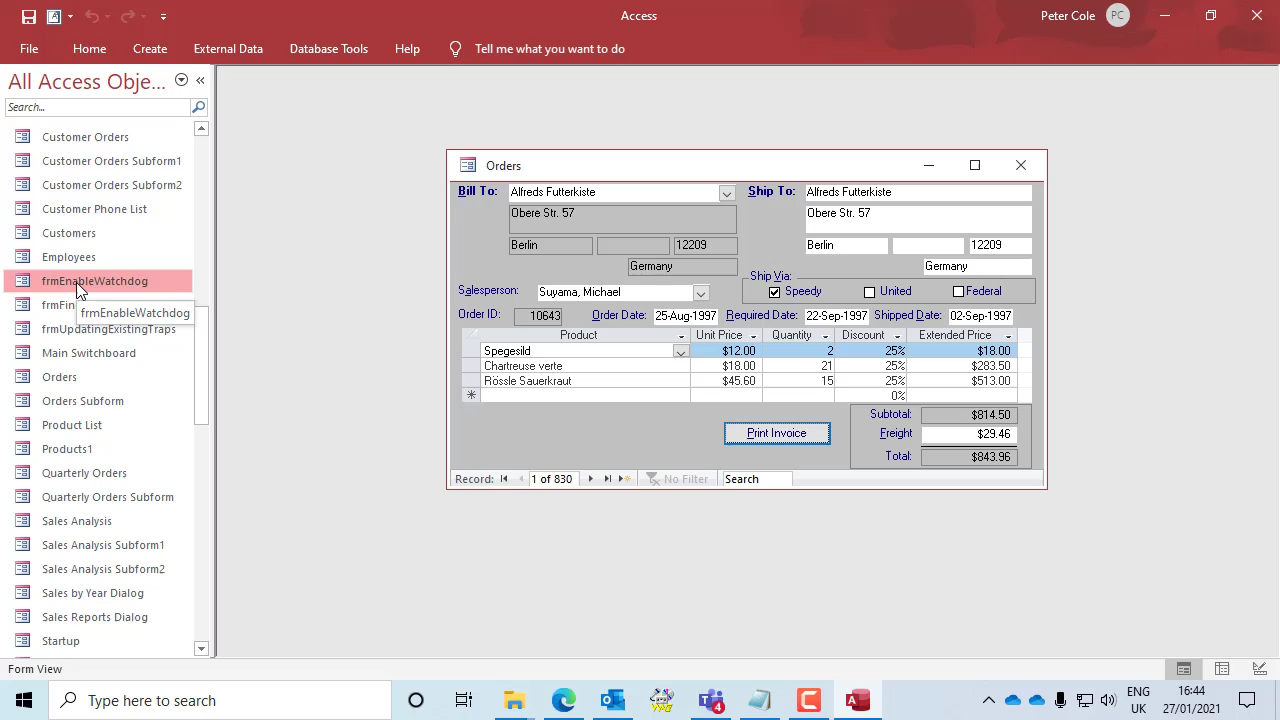 Access
Peter Cole PC
File Home Create External Data Database Tools Help Tell me what you want to do
All Access Obje...
Search...
Customer Orders
Customer Orders Subform1
Customer Orders Subform2
Customer Phone List
Customers
Employees
frmEnableWatchdog
frmFin
frmEnableWatchdog
frmUpdatingExistingTraps
Main Switchboard
Orders
Orders Subform
Product List
Products1
Quarterly Orders
Quarterly Orders Subform
Sales Analysis
Sales Analysis Subform1
Sales Analysis Subform2
Sales by Year Dialog
Sales Reports Dialog
Startup
Orders
Bill To: Alfreds Futterkiste Ship To: Alfreds Futterkiste
Obere Str. 57 Obere Str. 57
Berlin 12209 Berlin 12209
Germany Germany
Ship Via:
Salesperson: Suyama, Michael Speedy United Federal
Order ID: 10643 Order Date: 25-Aug-1997 Required Date: 22-Sep-1997 Shipped Date: 02-Sep-1997
Product Unit Price Quantity Discount Extended Price
Spegesild $12.00 2 25% $18.00
Chartreuse verte $18.00 21 25% $283.50
Rössle Sauerkraut $45.60 15 25% $513.00
0%
Subtotal: $814.50
Print Invoice Freight $29.46
Total: $843.96
Record: 1 of 830 No Filter Search
Form View
Type here to search
4
ENG
UK
16:44
27/01/2021